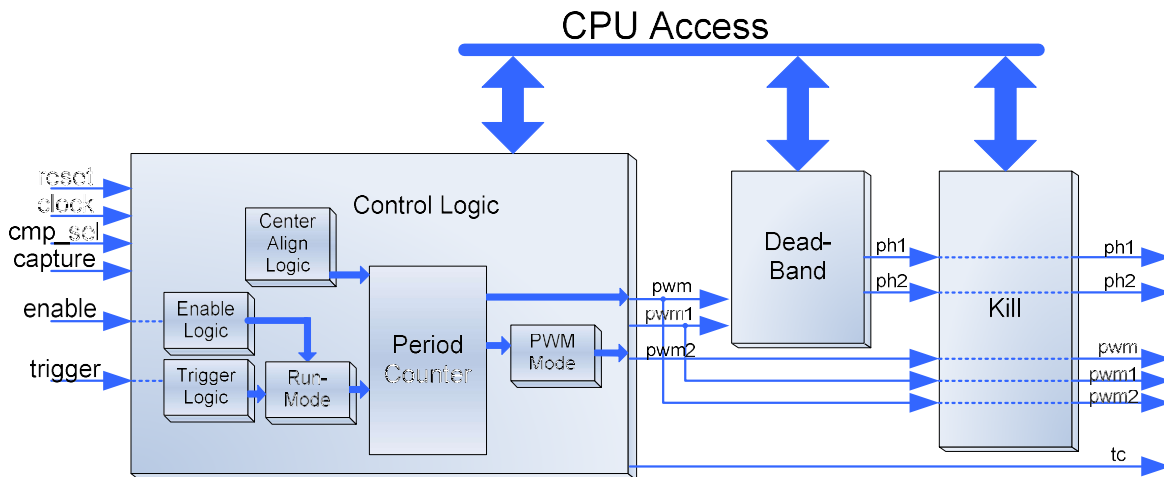 CPU Access
reset
clock
cmp_sel
capture
enable
trigger
Control Logic
Center
Align
Logic
Enable
Logic
Trigger
Logic
Run-
Mode
Period
Counter
PWM
Mode
pwm
pwm1
pwm2
Dead-
Band
ph1
ph2
Kill
ph1
ph2
pwm
pwm1
pwm2
tc